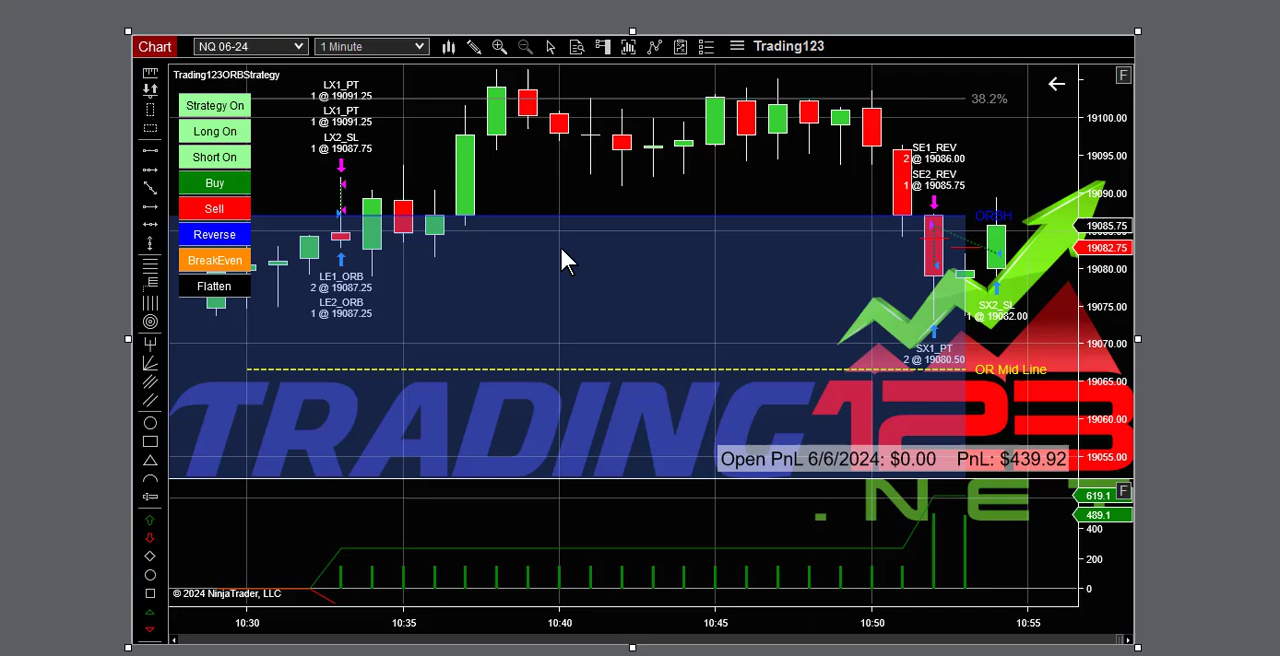 Chart NQ 06-24 1 Minute Trading123
Trading123ORBStrategy
F
Strategy On
Long On
Short On
Buy
Sell
Reverse
BreakEven
Flatten
LX1_PT
1 @ 19091.25
LX1_PT
1 @ 19091.25
LX2_SL
1 @ 19087.75
LE1_ORB
2 @ 19087.25
LE2_ORB
1 @ 19087.25
38.2%
SE1_REV
2 @ 19086.00
SE2_REV
1 @ 19085.75
ORBH
SX2_SL
1 @ 19082.00
SX1_PT
2 @ 19080.50
OR Mid Line
19100.00
19095.00
19090.00
19085.75
19082.75
19080.00
19075.00
19070.00
19065.00
19060.00
19055.00
TRADING123
.NET
Open PnL 6/6/2024: $0.00 PnL: $439.92
F
619.1
489.1
400
200
0
© 2024 NinjaTrader, LLC
10:30 10:35 10:40 10:45 10:50 10:55